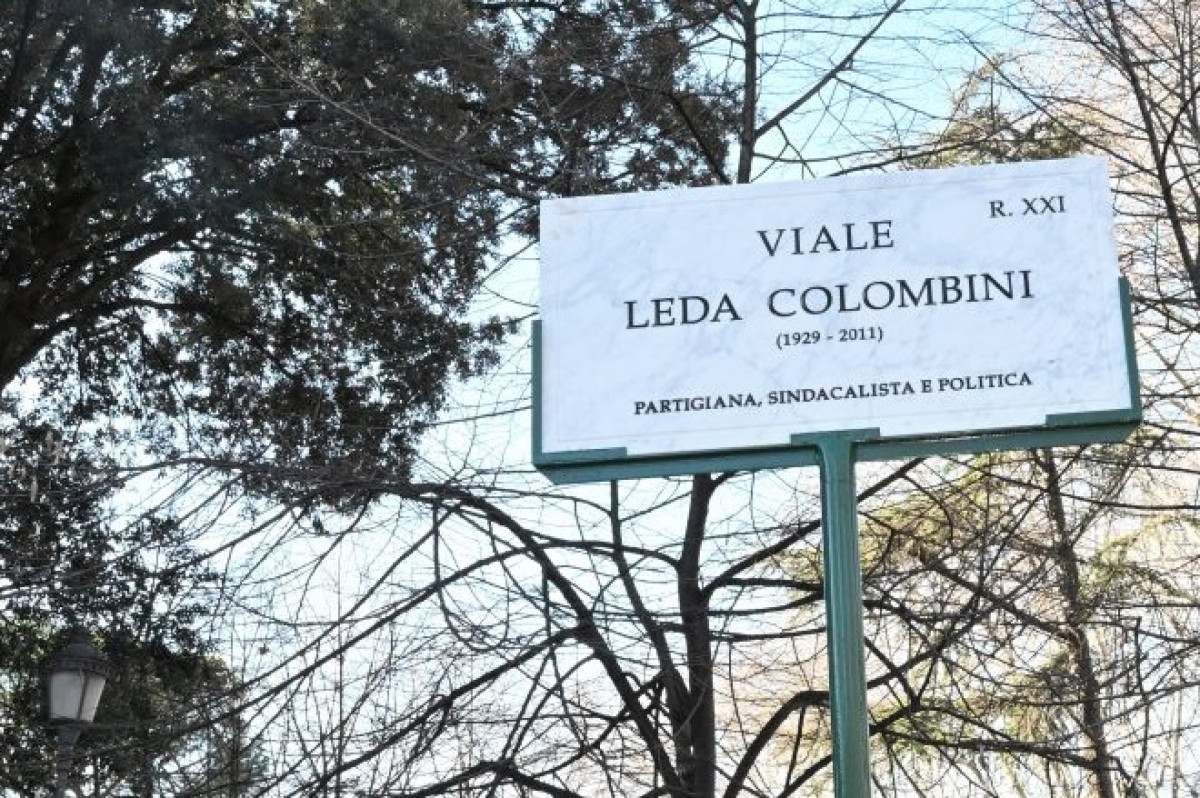 R. XXI
VIALE
LEDA COLOMBINI
(1929 - 2011)
PARTIGIANA, SINDACALISTA E POLITICA